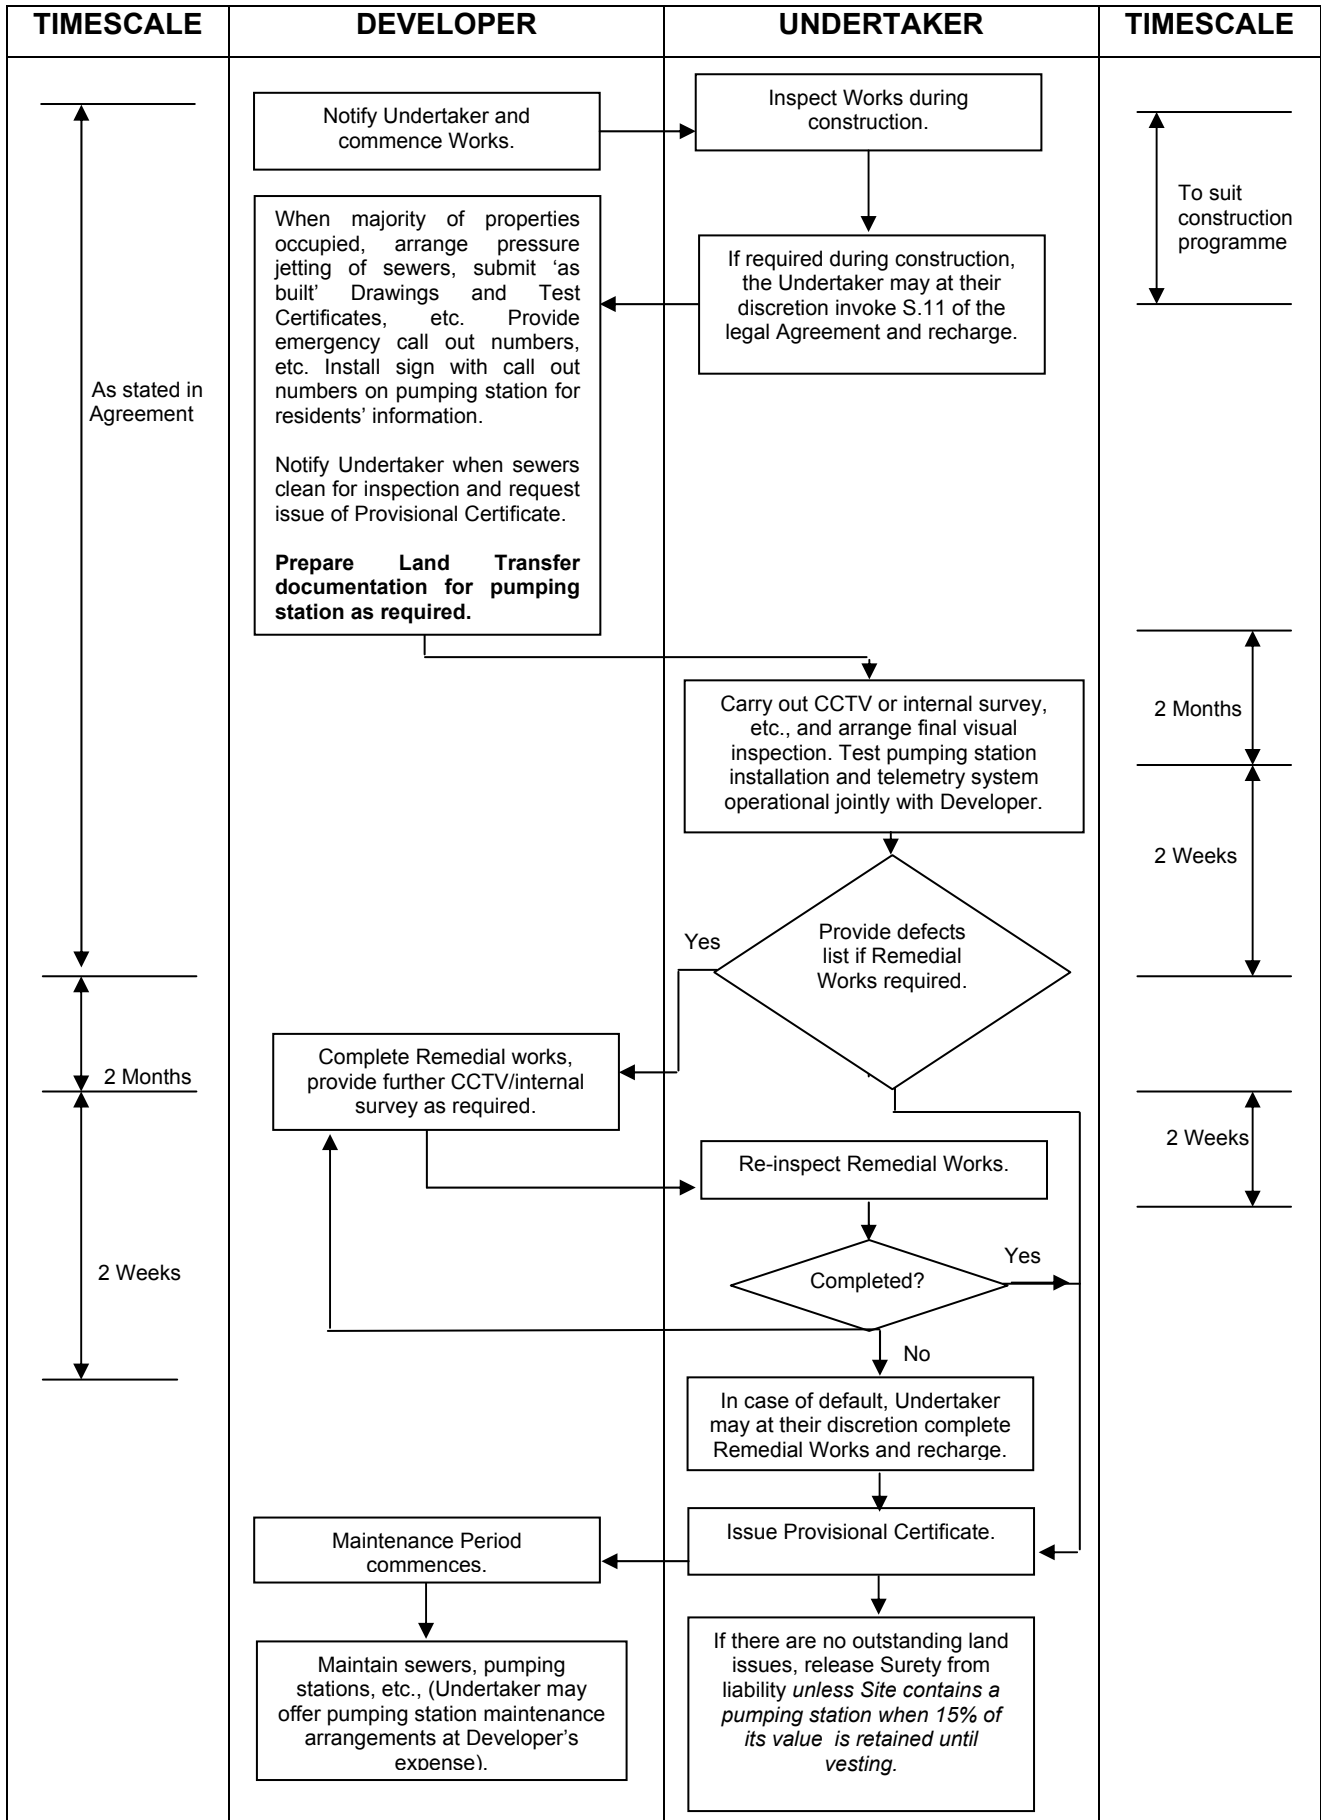 TIMESCALE
DEVELOPER
UNDERTAKER
TIMESCALE
Notify Undertaker and
commence Works.
Inspect Works during
construction.
To suit
construction
programme
When majority of properties
occupied, arrange pressure
jetting of sewers, submit ‘as
built’ Drawings and Test
Certificates, etc. Provide
emergency call out numbers,
etc. Install sign with call out
numbers on pumping station for
residents’ information.
Notify Undertaker when sewers
clean for inspection and request
issue of Provisional Certificate.
Prepare Land Transfer
documentation for pumping
station as required.
If required during construction,
the Undertaker may at their
discretion invoke S.11 of the
legal Agreement and recharge.
As stated in
Agreement
Carry out CCTV or internal survey,
etc., and arrange final visual
inspection. Test pumping station
installation and telemetry system
operational jointly with Developer.
2 Months
2 Weeks
Provide defects
list if Remedial
Works required.
Yes
Complete Remedial works,
provide further CCTV/internal
survey as required.
2 Months
2 Weeks
Re-inspect Remedial Works.
2 Weeks
Completed?
Yes
No
In case of default, Undertaker
may at their discretion complete
Remedial Works and recharge.
Issue Provisional Certificate.
Maintenance Period
commences.
Maintain sewers, pumping
stations, etc., (Undertaker may
offer pumping station maintenance
arrangements at Developer’s
expense).
If there are no outstanding land
issues, release Surety from
liability unless Site contains a
pumping station when 15% of
its value is retained until
vesting.